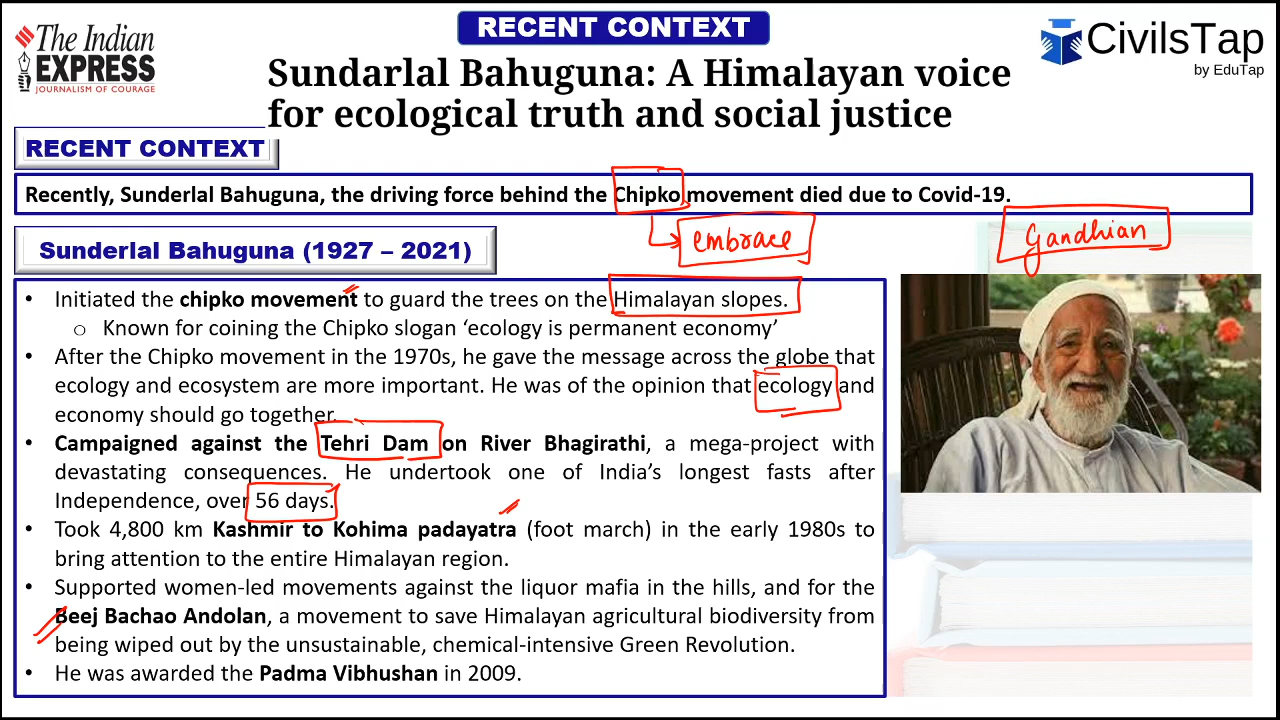 RECENT CONTEXT
The Indian
EXPRESS
JOURNALISM OF COURAGE
CivilsTap
by EduTap
Sundarlal Bahuguna: A Himalayan voice
for ecological truth and social justice
RECENT CONTEXT
Recently, Sunderlal Bahuguna, the driving force behind the Chipko movement died due to Covid-19.
embrace
Gandhian
Sunderlal Bahuguna (1927 – 2021)
• Initiated the chipko movement to guard the trees on the Himalayan slopes.
o Known for coining the Chipko slogan ‘ecology is permanent economy’
• After the Chipko movement in the 1970s, he gave the message across the globe that
ecology and ecosystem are more important. He was of the opinion that ecology and
economy should go together.
• Campaigned against the Tehri Dam on River Bhagirathi, a mega-project with
devastating consequences. He undertook one of India’s longest fasts after
Independence, over 56 days.
• Took 4,800 km Kashmir to Kohima padayatra (foot march) in the early 1980s to
bring attention to the entire Himalayan region.
• Supported women-led movements against the liquor mafia in the hills, and for the
Beej Bachao Andolan, a movement to save Himalayan agricultural biodiversity from
being wiped out by the unsustainable, chemical-intensive Green Revolution.
• He was awarded the Padma Vibhushan in 2009.